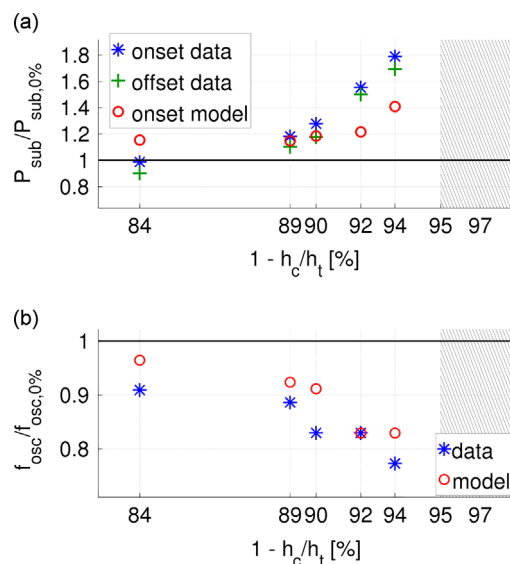 (a)
P_sub/P_sub,0%
1.8
1.6
1.4
1.2
1
0.8
onset data
offset data
onset model
84 89 90 92 94 95 97
1 - h_c/h_t [%]
(b)
f_osc/f_osc,0%
1
0.9
0.8
data
model
84 89 90 92 94 95 97
1 - h_c/h_t [%]